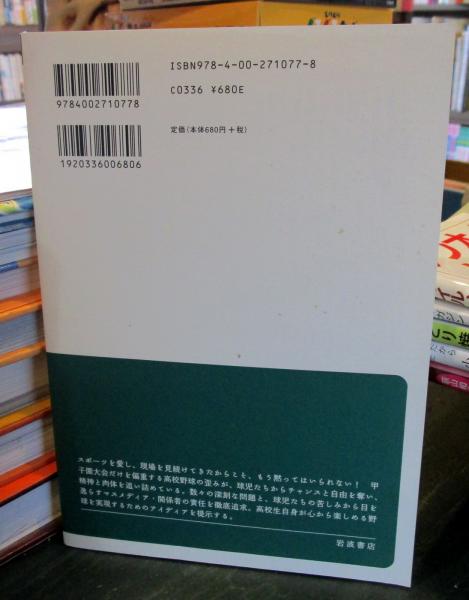 ISBN978-4-00-271077-8
C0336 ¥680E
定価(本体680円+税)
9784002710778
1920336006806
スポーツを愛し、現場を見続けてきたからこそ、もう黙ってはいられない! 甲
子園大会だけを偏重する高校野球の歪みが、球児たちからチャンスと自由を奪い、
精神と肉体を追い詰めている。数々の深刻な問題と、球児たちの苦しみから目を
逸らすマスメディア・関係者の責任を徹底追求。高校生自身が心から楽しめる野
球を実現するためのアイディアを提示する。
岩波書店